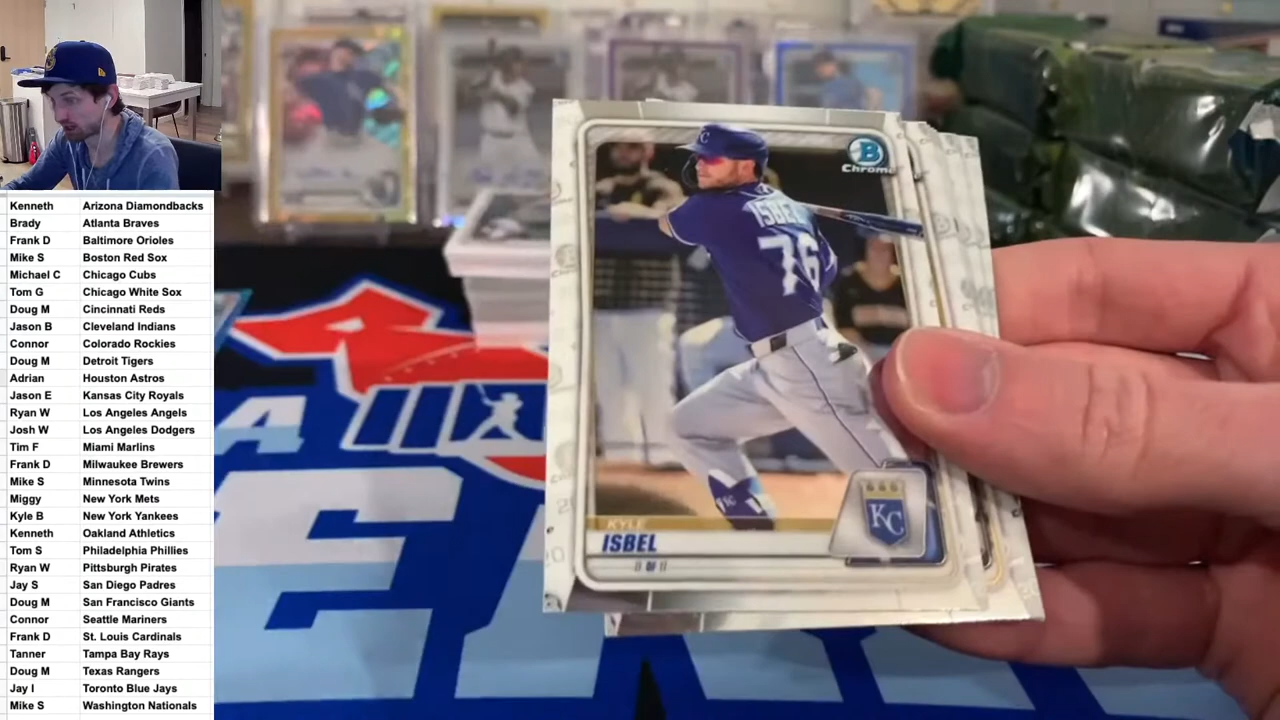 Kenneth Arizona Diamondbacks
Brady Atlanta Braves
Frank D Baltimore Orioles
Mike S Boston Red Sox
Michael C Chicago Cubs
Tom G Chicago White Sox
Doug M Cincinnati Reds
Jason B Cleveland Indians
Connor Colorado Rockies
Doug M Detroit Tigers
Adrian Houston Astros
Jason E Kansas City Royals
Ryan W Los Angeles Angels
Josh W Los Angeles Dodgers
Tim F Miami Marlins
Frank D Milwaukee Brewers
Mike S Minnesota Twins
Miggy New York Mets
Kyle B New York Yankees
Kenneth Oakland Athletics
Tom S Philadelphia Phillies
Ryan W Pittsburgh Pirates
Jay S San Diego Padres
Doug M San Francisco Giants
Connor Seattle Mariners
Frank D St. Louis Cardinals
Tanner Tampa Bay Rays
Doug M Texas Rangers
Jay I Toronto Blue Jays
Mike S Washington Nationals
B
Chrome
KC
ISBEL
76
KC
KYLE
ISBEL